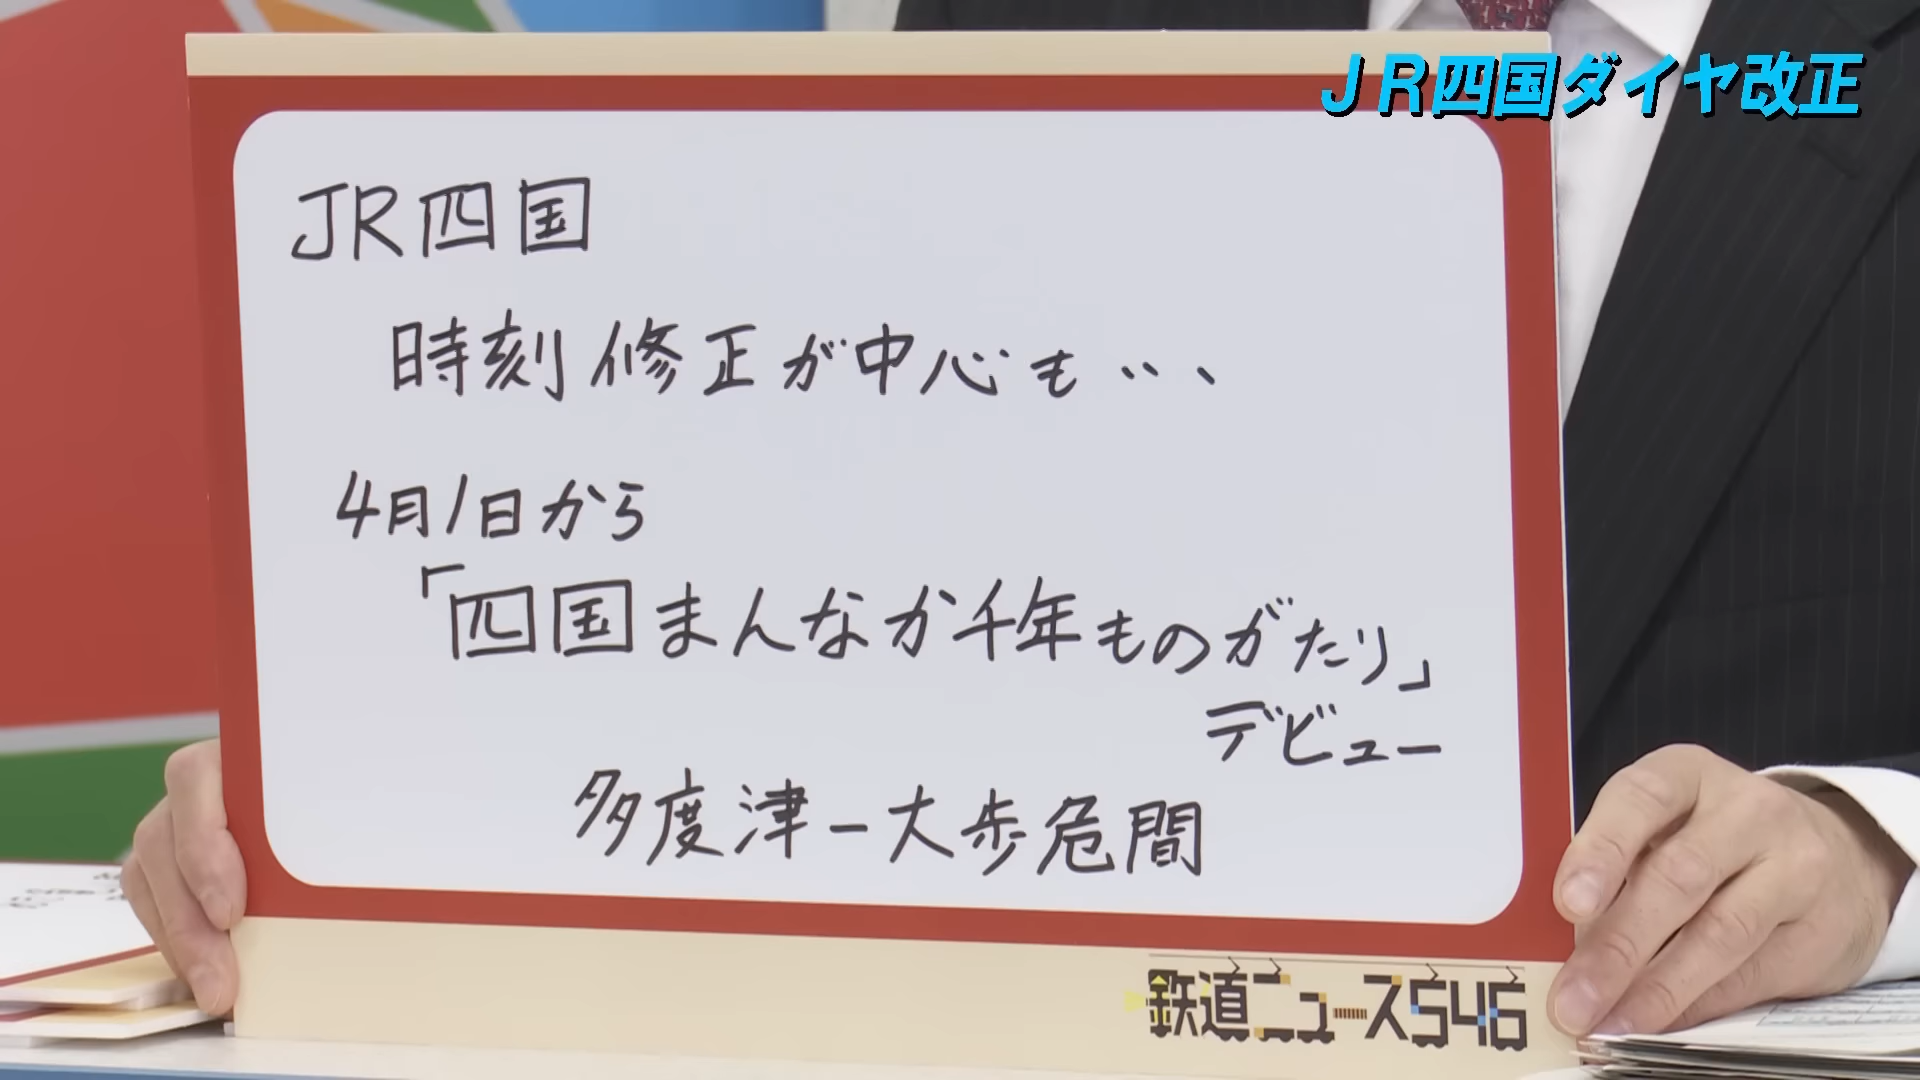 JR四国ダイヤ改正
JR四国
時刻修正が中心も…
4月1日から
「四国まんなか千年ものがたり」
デビュー
多度津ー大歩危間
鉄道ニュース546